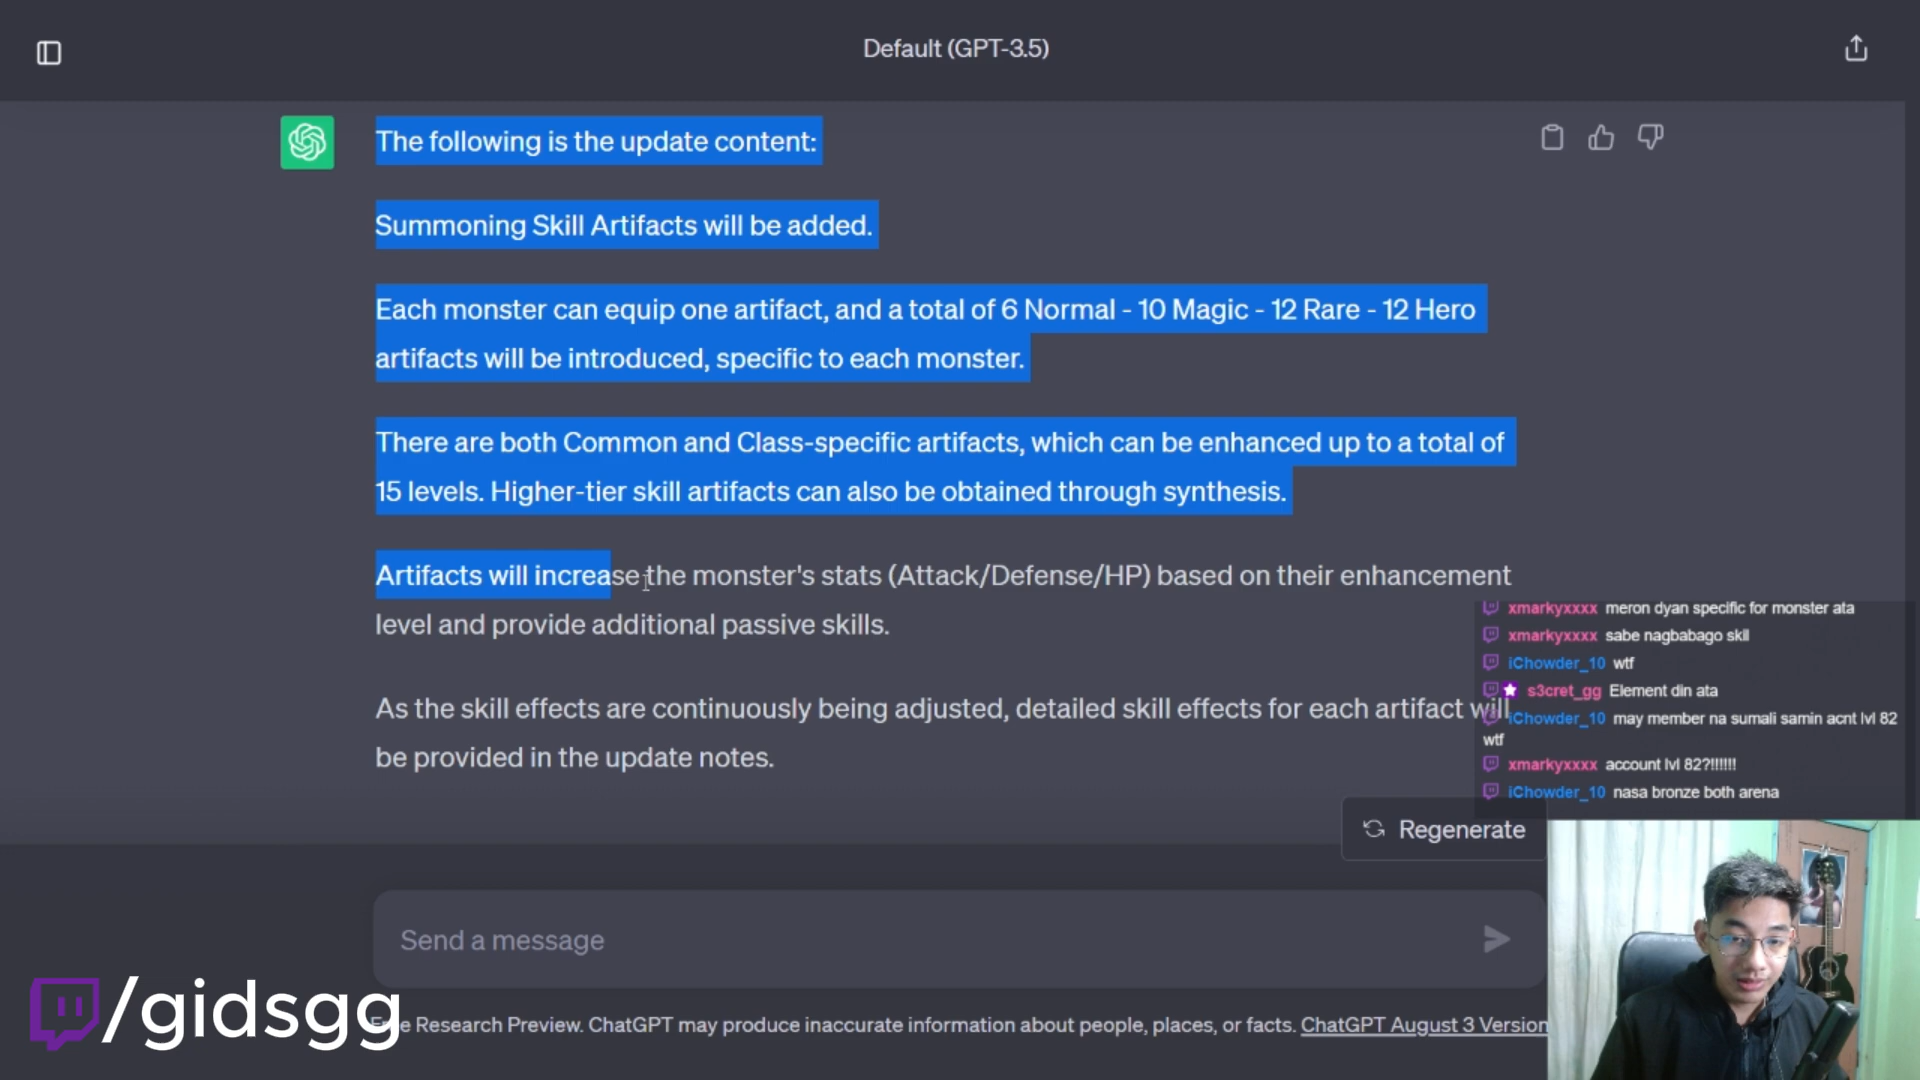 Default (GPT-3.5)
The following is the update content:
Summoning Skill Artifacts will be added.
Each monster can equip one artifact, and a total of 6 Normal - 10 Magic - 12 Rare - 12 Hero
artifacts will be introduced, specific to each monster.
There are both Common and Class-specific artifacts, which can be enhanced up to a total of
15 levels. Higher-tier skill artifacts can also be obtained through synthesis.
Artifacts will increase the monster's stats (Attack/Defense/HP) based on their enhancement
level and provide additional passive skills.
As the skill effects are continuously being adjusted, detailed skill effects for each artifact will
be provided in the update notes.
xmarkyxxxx meron dyan specific for monster ata
xmarkyxxxx sabe nagbabago skil
iChowder_10 wtf
s3cret_gg Element din ata
iChowder_10 may member na sumali samin acnt lvl 82
wtf
xmarkyxxxx account lvl 82?!!!!!!
iChowder_10 nasa bronze both arena
Regenerate
Send a message
/gidsgg
Research Preview. ChatGPT may produce inaccurate information about people, places, or facts. ChatGPT August 3 Version